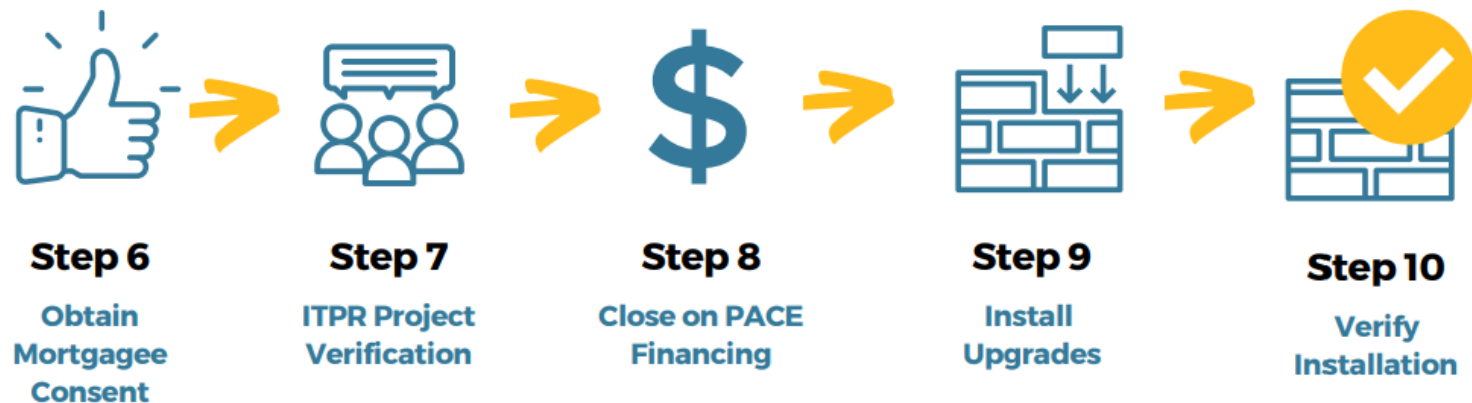 Step 6
Obtain
Mortgagee
Consent
Step 7
ITPR Project
Verification
Step 8
Close on PACE
Financing
Step 9
Install
Upgrades
Step 10
Verify
Installation